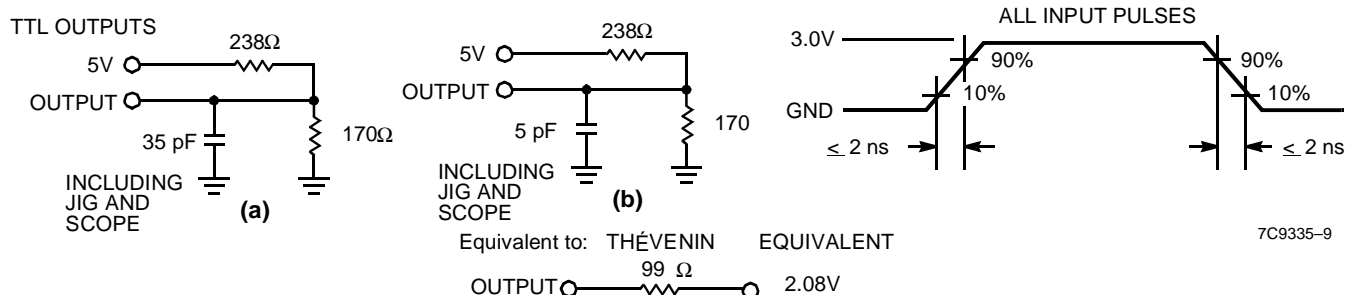 TTL OUTPUTS
238Ω
5V
OUTPUT
35 pF
170Ω
INCLUDING
JIG AND
SCOPE
(a)
238Ω
5V
OUTPUT
5 pF
170
INCLUDING
JIG AND
SCOPE
(b)
ALL INPUT PULSES
3.0V
90%
10%
GND
≤ 2 ns
90%
10%
≤ 2 ns
7C9335–9
Equivalent to: THÉVENIN EQUIVALENT
99 Ω
OUTPUT 2.08V